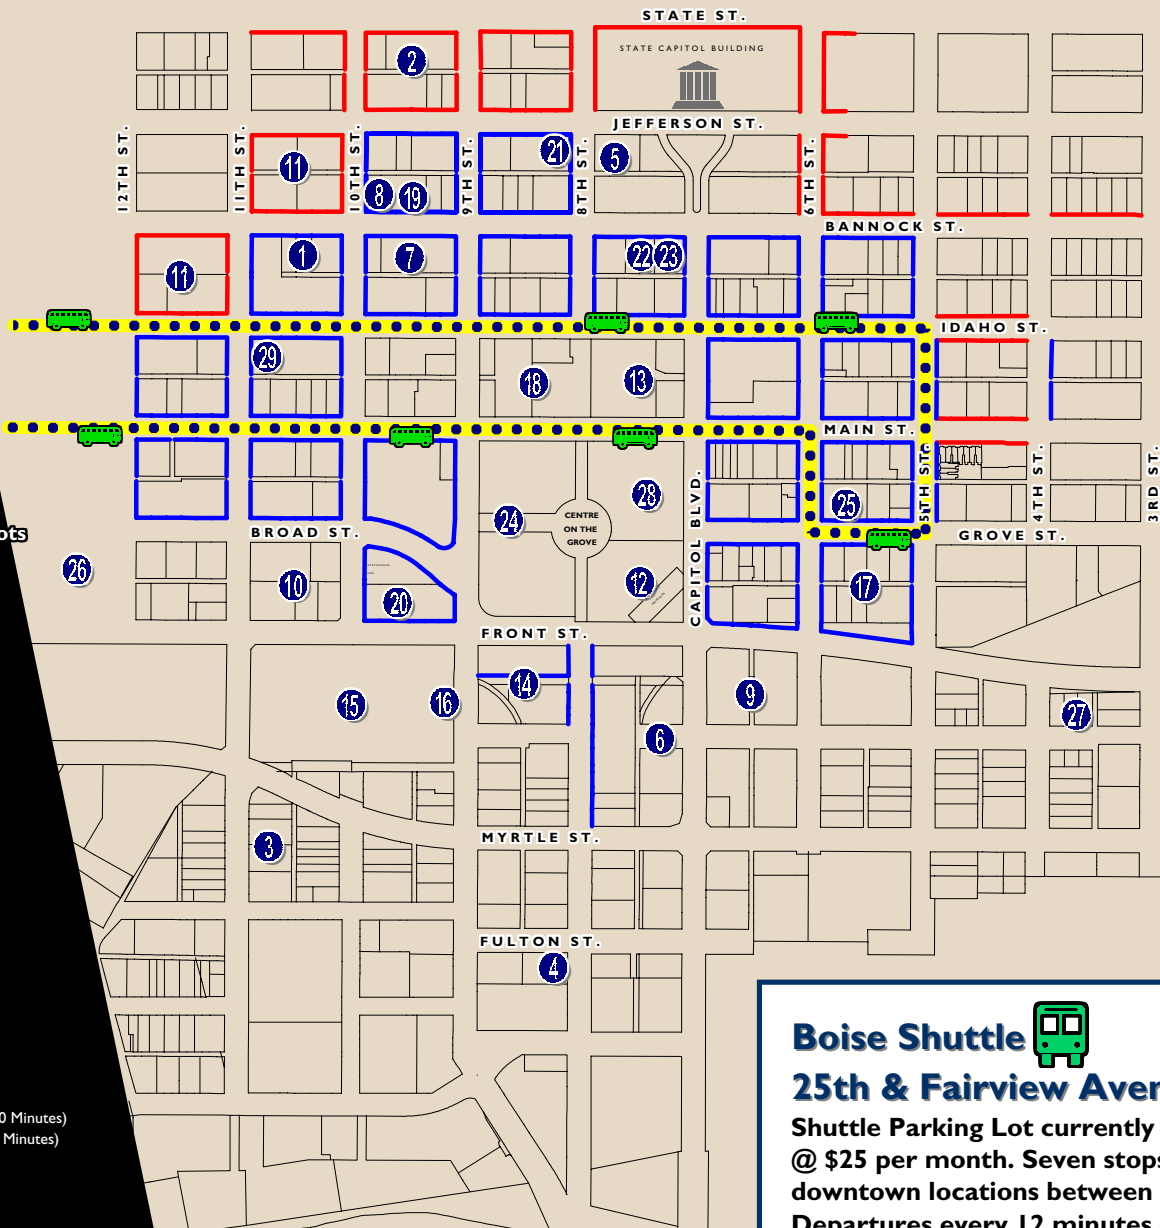 STATE ST.
STATE CAPITOL BUILDING
2
JEFFERSON ST.
12TH ST.
11TH ST.
10TH ST.
9TH ST.
8TH ST.
6TH ST.
11
21
5
8
19
BANNOCK ST.
11
1
7
22
23
IDAHO ST.
29
18
13
MAIN ST.
24
28
25
CENTRE
ON THE
GROVE
CAPITOL BLVD.
5TH ST.
4TH ST.
3RD ST.
ots
BROAD ST.
GROVE ST.
26
10
20
12
17
FRONT ST.
15
16
14
6
9
27
MYRTLE ST.
3
FULTON ST.
4
0 Minutes)
Minutes)
Boise Shuttle
25th & Fairview Aven
Shuttle Parking Lot currently
@ $25 per month. Seven stops
downtown locations between
Departures every 12 minutes